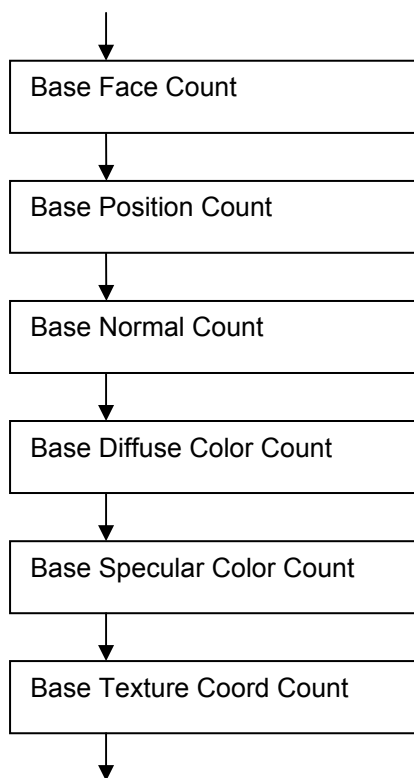 Base Face Count
Base Position Count
Base Normal Count
Base Diffuse Color Count
Base Specular Color Count
Base Texture Coord Count